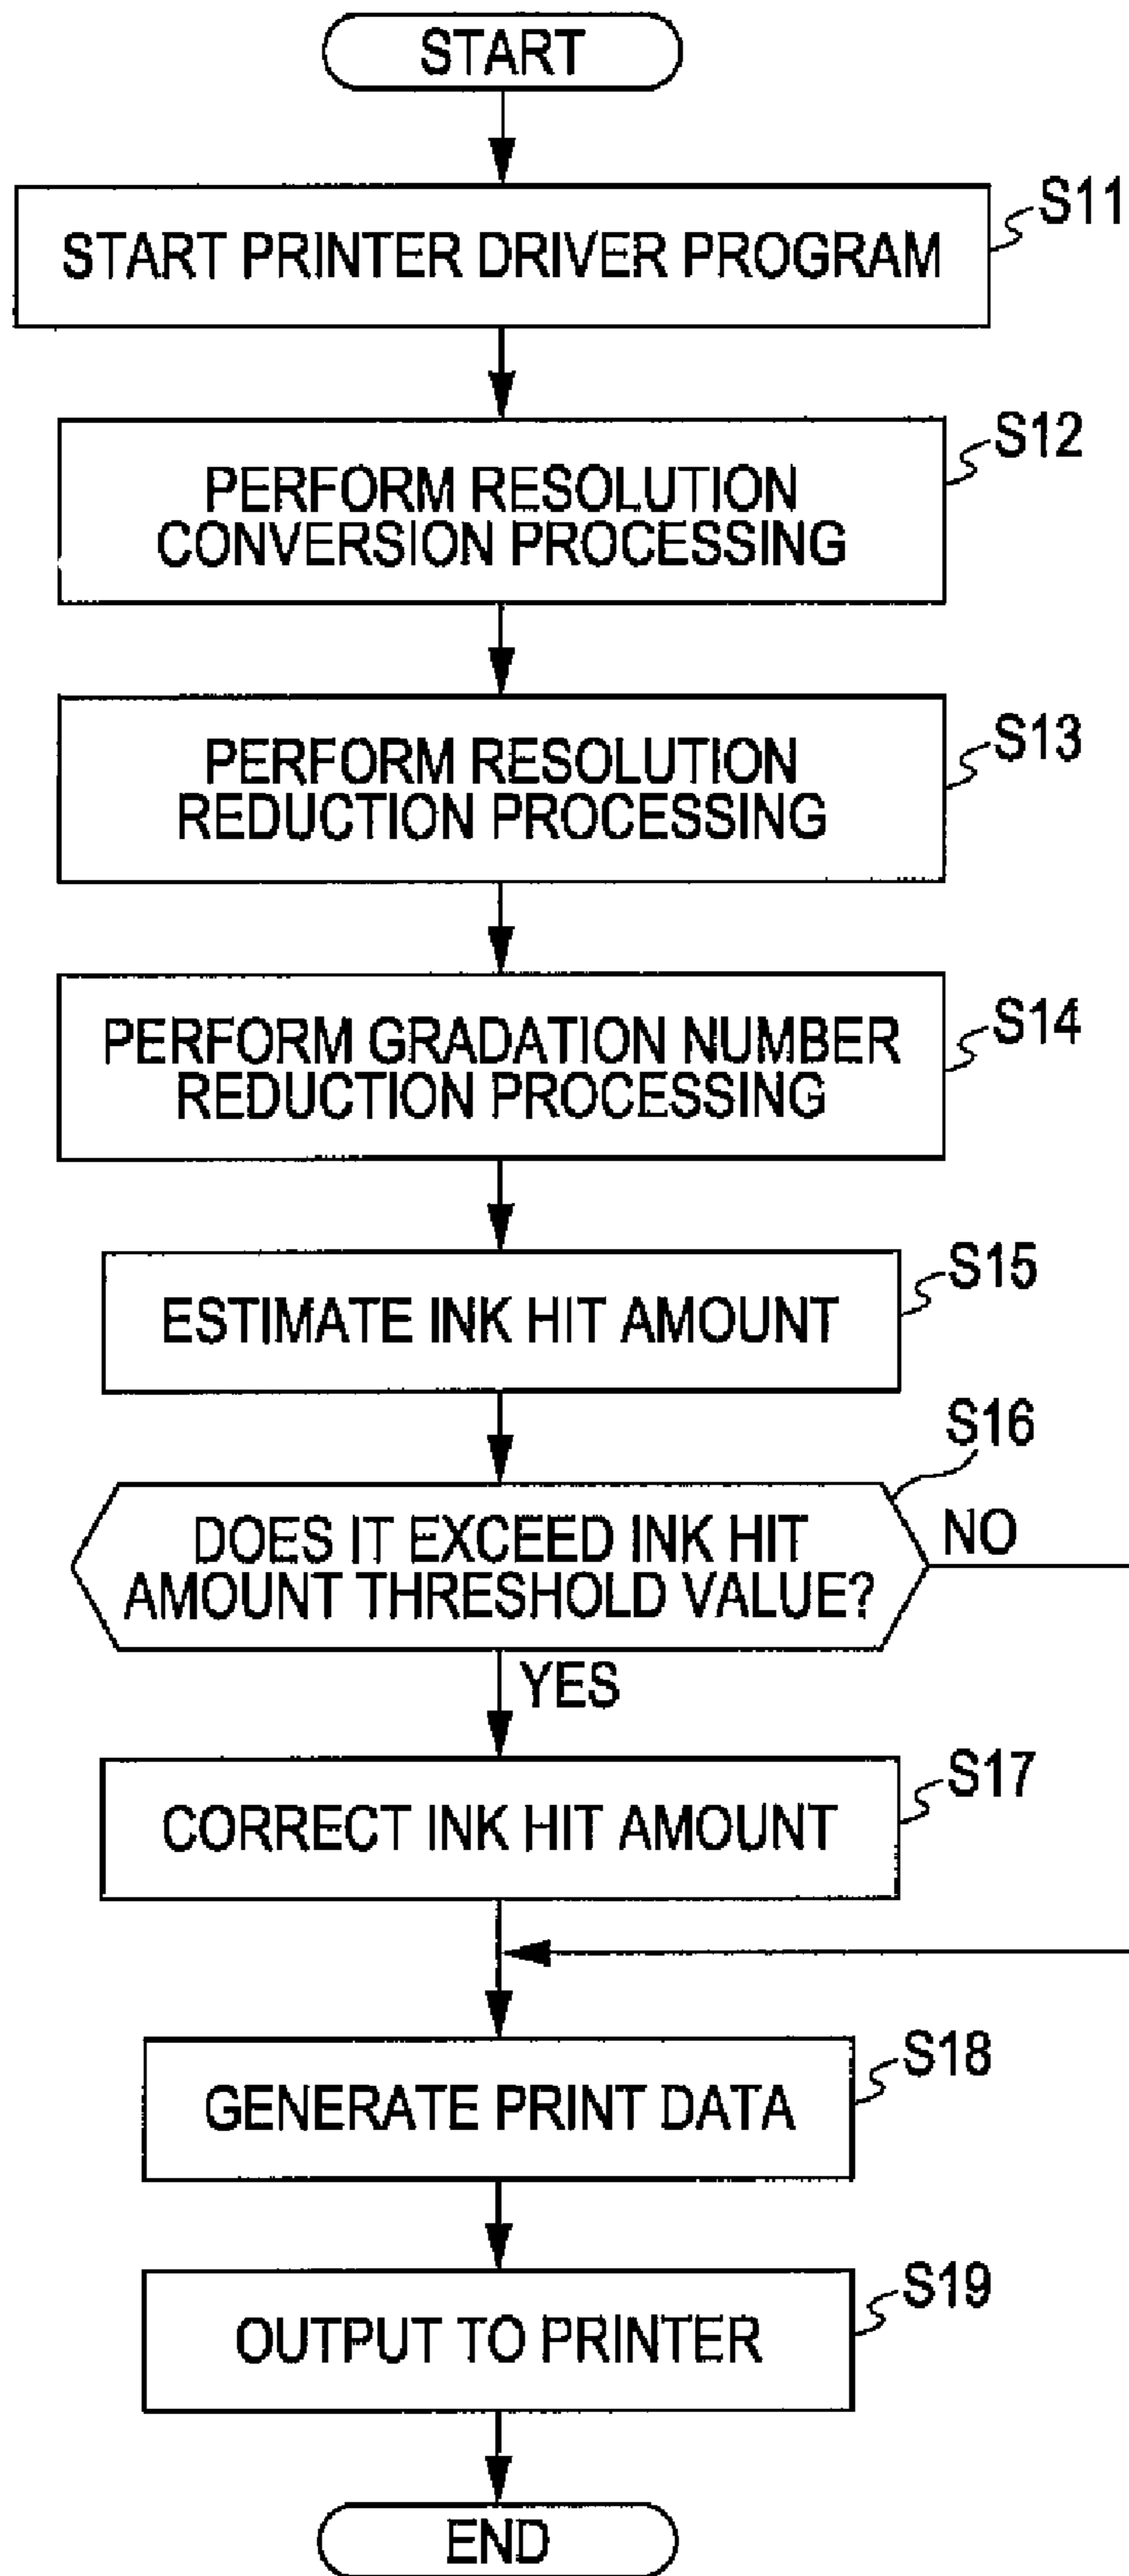 START
START PRINTER DRIVER PROGRAM
S11
PERFORM RESOLUTION
CONVERSION PROCESSING
S12
PERFORM RESOLUTION
REDUCTION PROCESSING
S13
PERFORM GRADATION NUMBER
REDUCTION PROCESSING
S14
ESTIMATE INK HIT AMOUNT
S15
DOES IT EXCEED INK HIT
AMOUNT THRESHOLD VALUE?
S16
NO
YES
CORRECT INK HIT AMOUNT
S17
GENERATE PRINT DATA
S18
OUTPUT TO PRINTER
S19
END